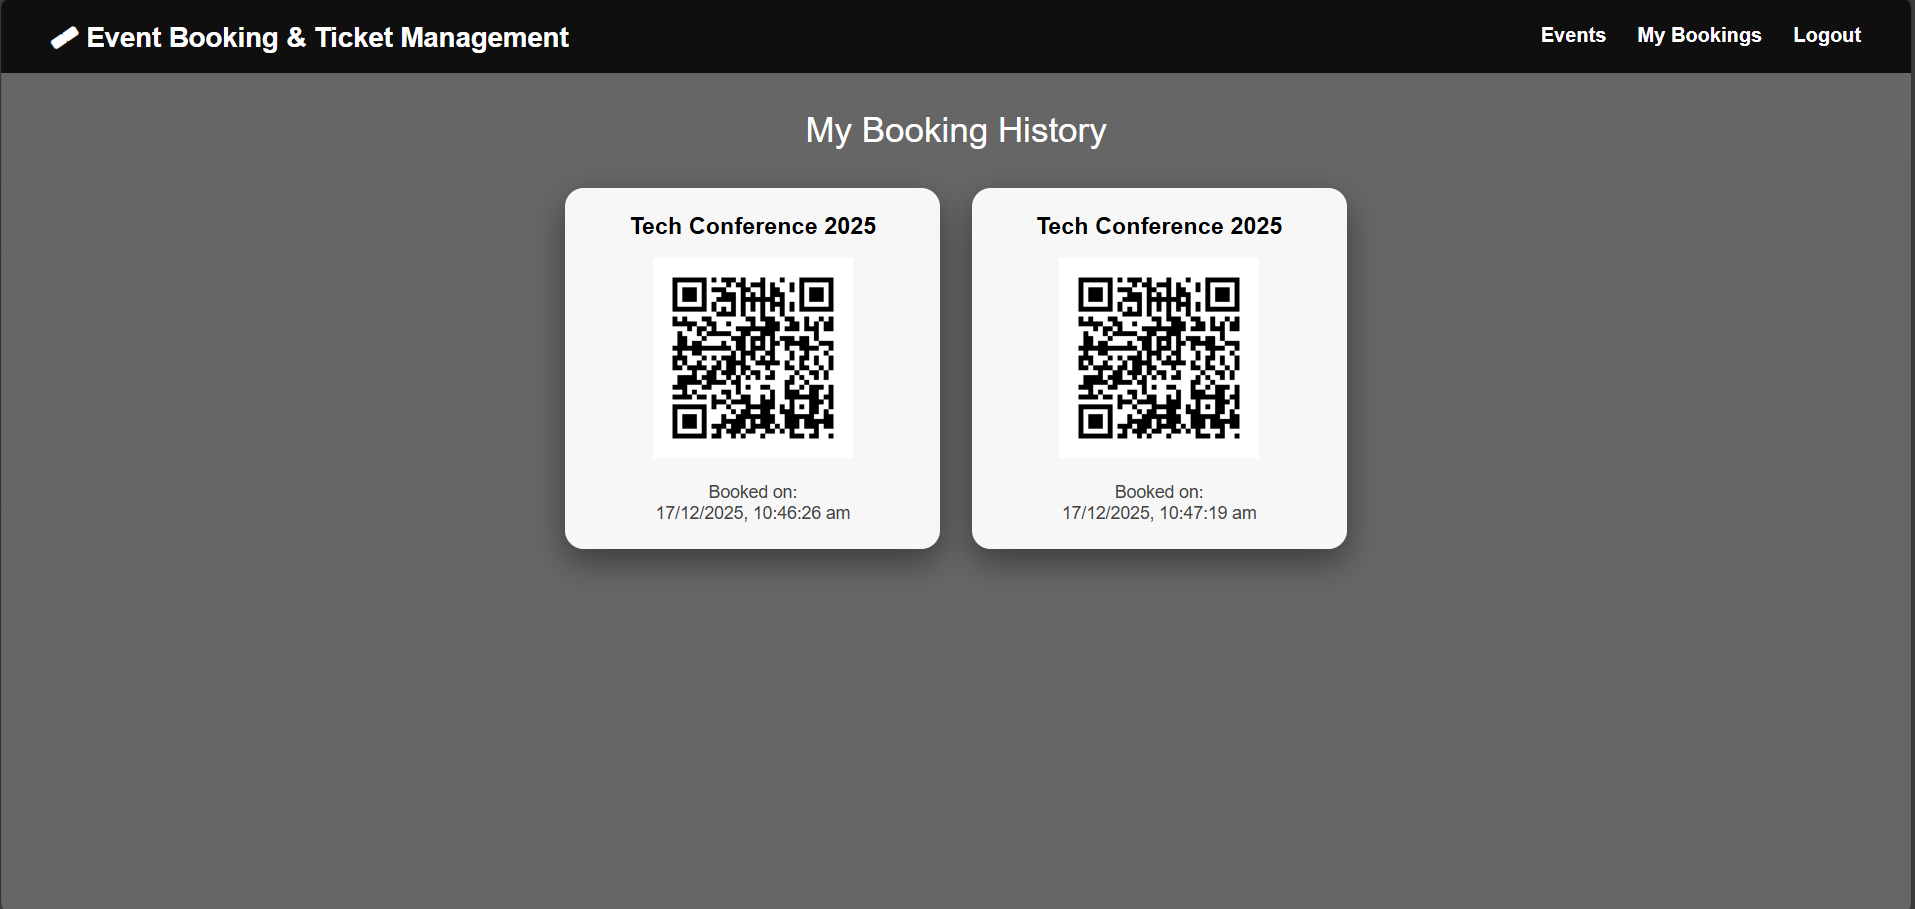 Event Booking & Ticket Management
Events
My Bookings
Logout
My Booking History
Tech Conference 2025
Booked on:
17/12/2025, 10:46:26 am
Tech Conference 2025
Booked on:
17/12/2025, 10:47:19 am